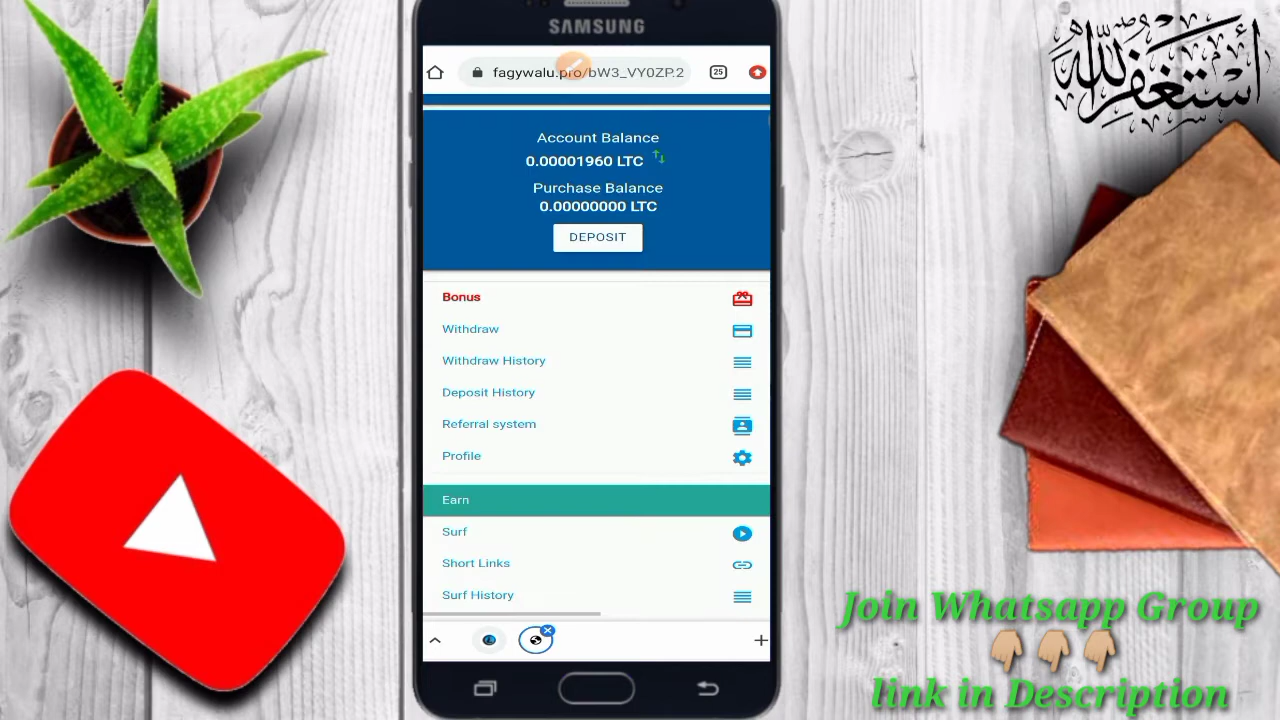 SAMSUNG
fagywalu.pro/bW3_VY0ZP.2
25
Account Balance
0.00001960 LTC
Purchase Balance
0.00000000 LTC
DEPOSIT
Bonus
Withdraw
Withdraw History
Deposit History
Referral system
Profile
Earn
Surf
Short Links
Surf History
أستغفر الله
Join Whatsapp Group
👇🏼👇🏼👇🏼
link in Description